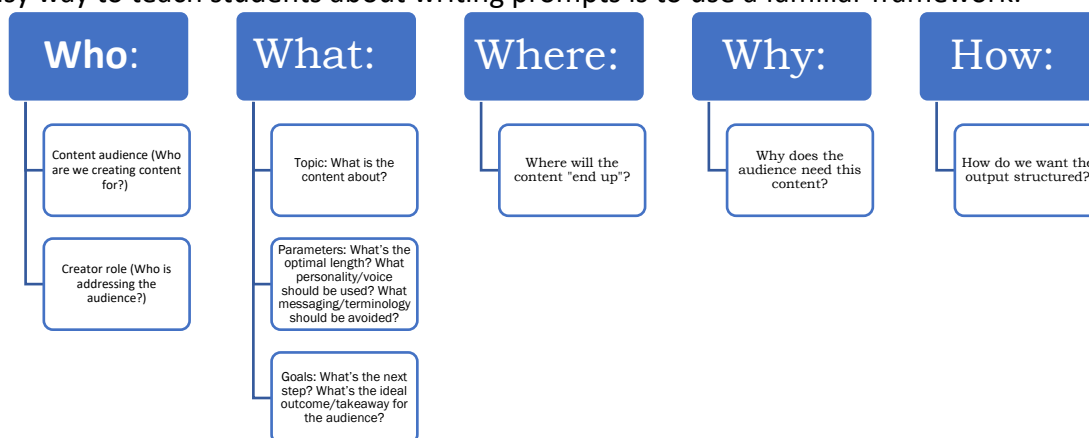 way to teach students about writing prompts is to use a familiar framework.
Who:
Content audience (Who
are we creating content
for?)
Creator role (Who is
addressing the
audience?)
What:
Topic: What is the
content about?
Parameters: What's the
optimal length? What
personality/voice
should be used? What
messaging/terminology
should be avoided?
Goals: What's the next
step? What's the ideal
outcome/takeaway for
the audience?
Where:
Where will the
content "end up"?
Why:
Why does the
audience need this
content?
How:
How do we want the
output structured?